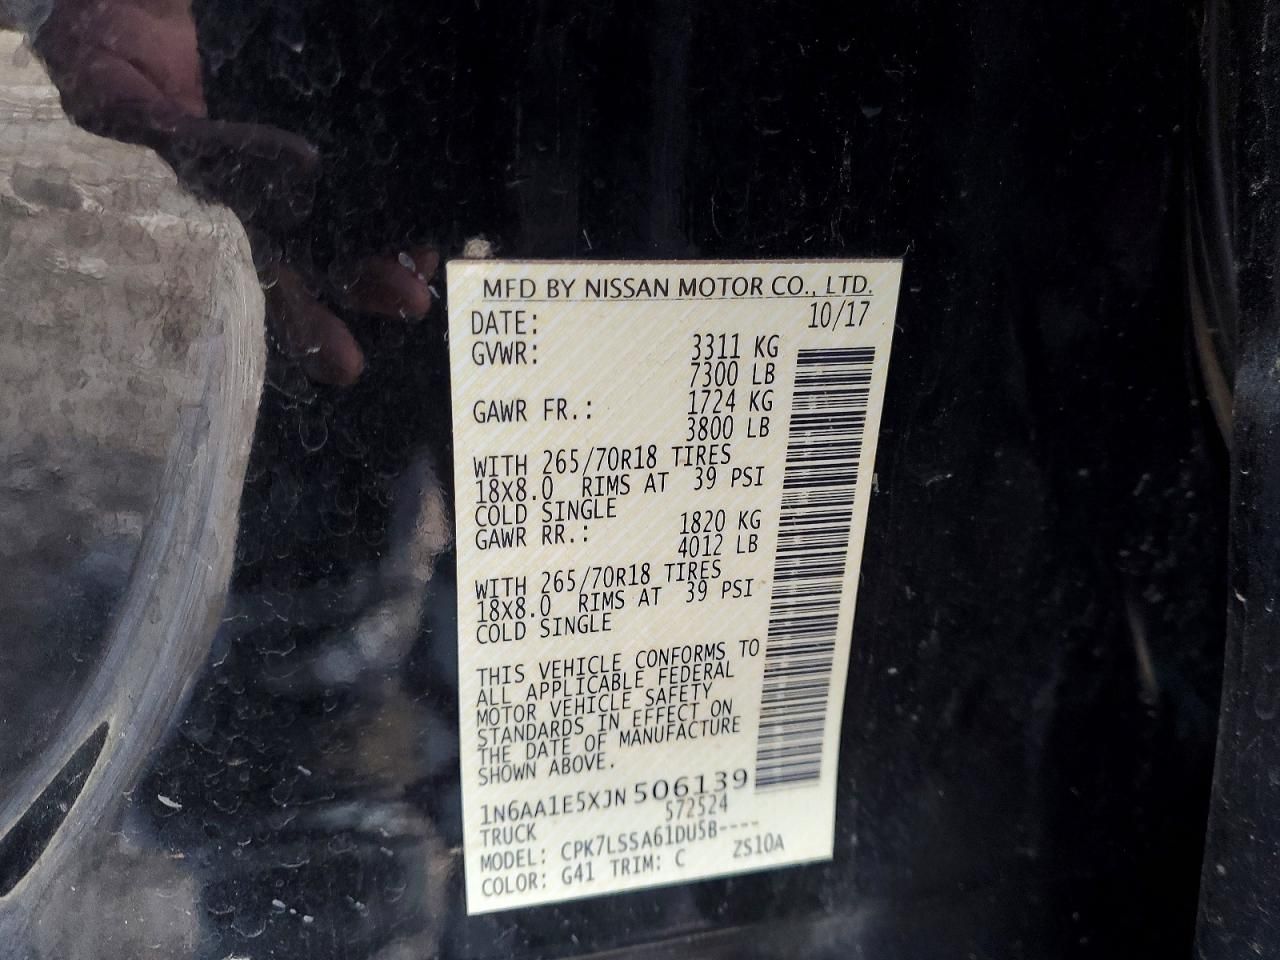 MFD BY NISSAN MOTOR CO., LTD.
DATE: 10/17
GVWR: 3311 KG
7300 LB
GAWR FR.: 1724 KG
3800 LB
WITH 265/70R18 TIRES
18X8.0 RIMS AT 39 PSI
COLD SINGLE
GAWR RR.: 1820 KG
4012 LB
WITH 265/70R18 TIRES
18X8.0 RIMS AT 39 PSI
COLD SINGLE
THIS VEHICLE CONFORMS TO
ALL APPLICABLE FEDERAL
MOTOR VEHICLE SAFETY
STANDARDS IN EFFECT ON
THE DATE OF MANUFACTURE
SHOWN ABOVE.
1N6AA1E5XJN506139
TRUCK 572524
MODEL: CPK7LSSA61DU5B----
COLOR: G41 TRIM: C ZS10A